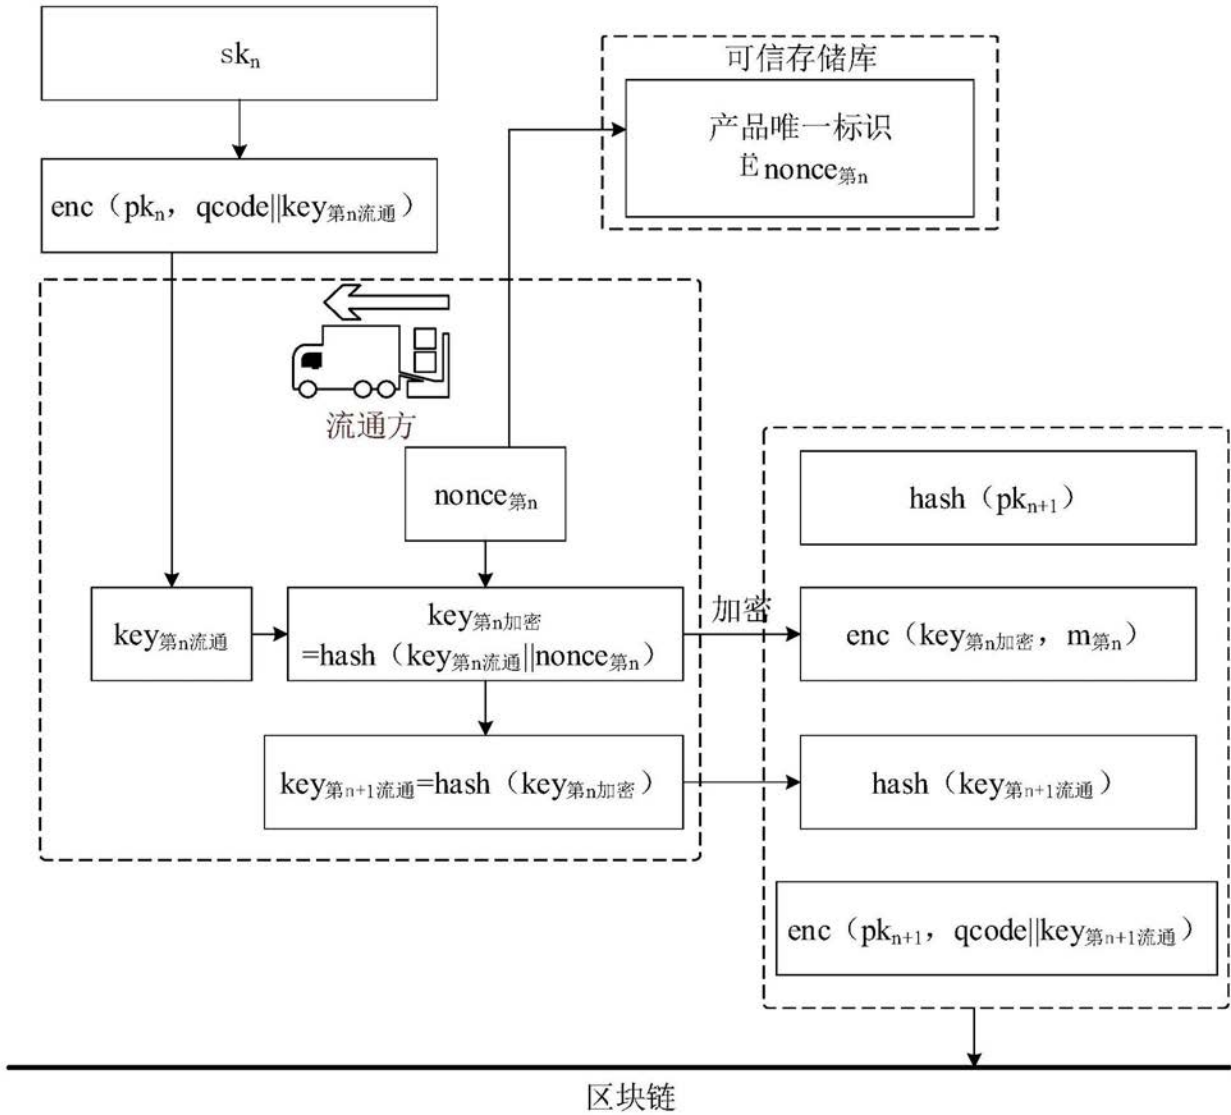 skₙ
可信存储库
产品唯一标识
Ë nonce第n
enc（pkₙ，qcode||key第n流通）
流通方
nonce第n
hash（pkₙ₊₁）
key第n流通
key第n加密
=hash（key第n流通||nonce第n）
加密
enc（key第n加密，m第n）
key第n+1流通=hash（key第n加密）
hash（key第n+1流通）
enc（pkₙ₊₁，qcode||key第n+1流通）
区块链